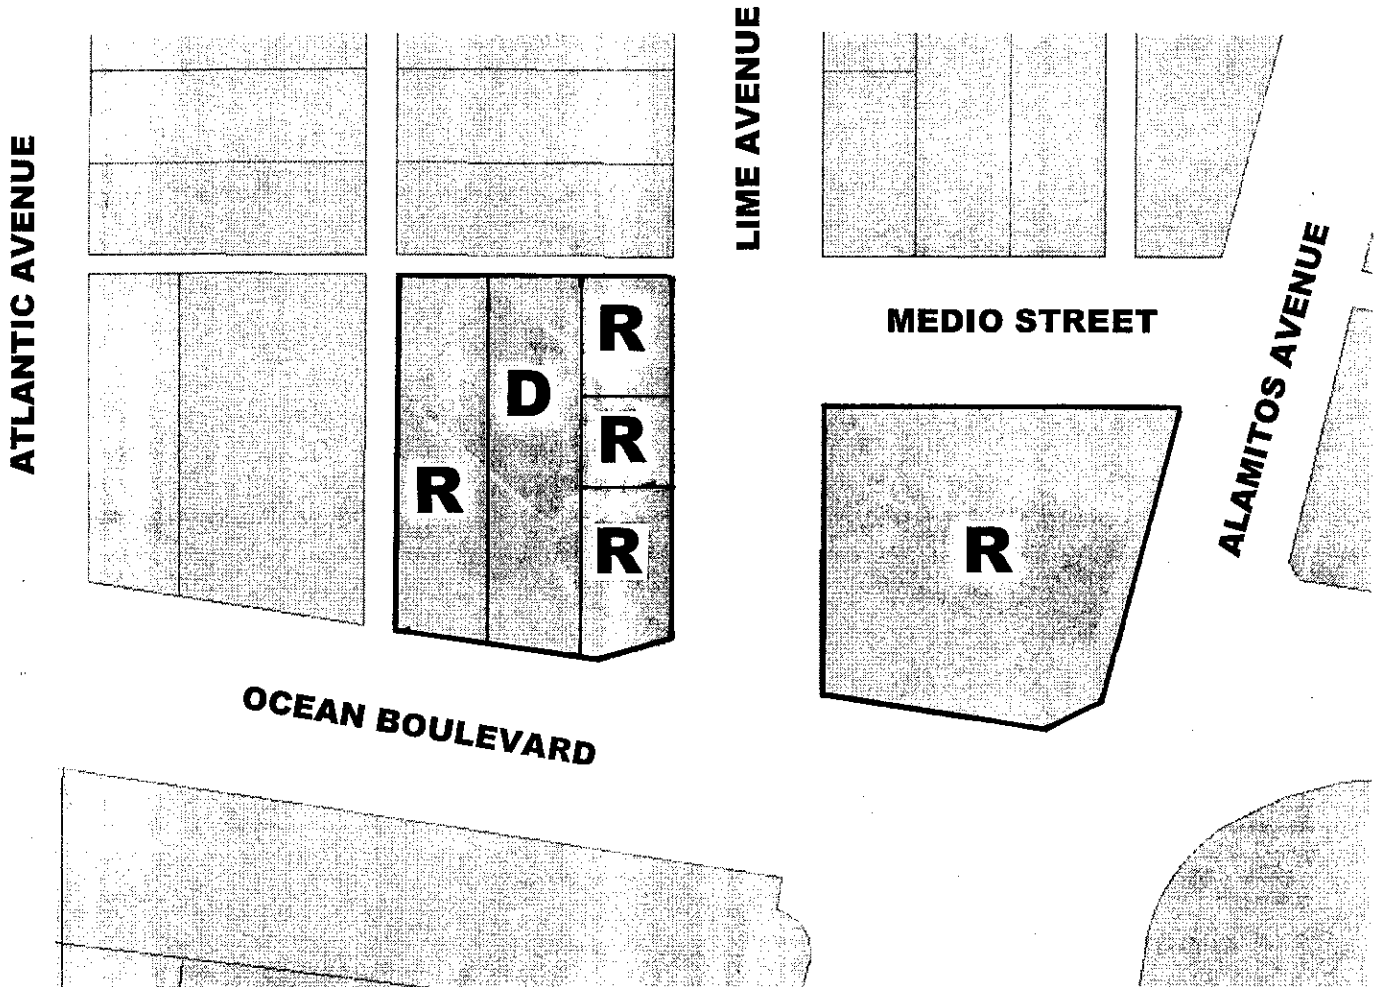 ATLANTIC AVENUE
LIME AVENUE
MEDIO STREET
ALAMITOS AVENUE
R
D
R
R
R
R
OCEAN BOULEVARD